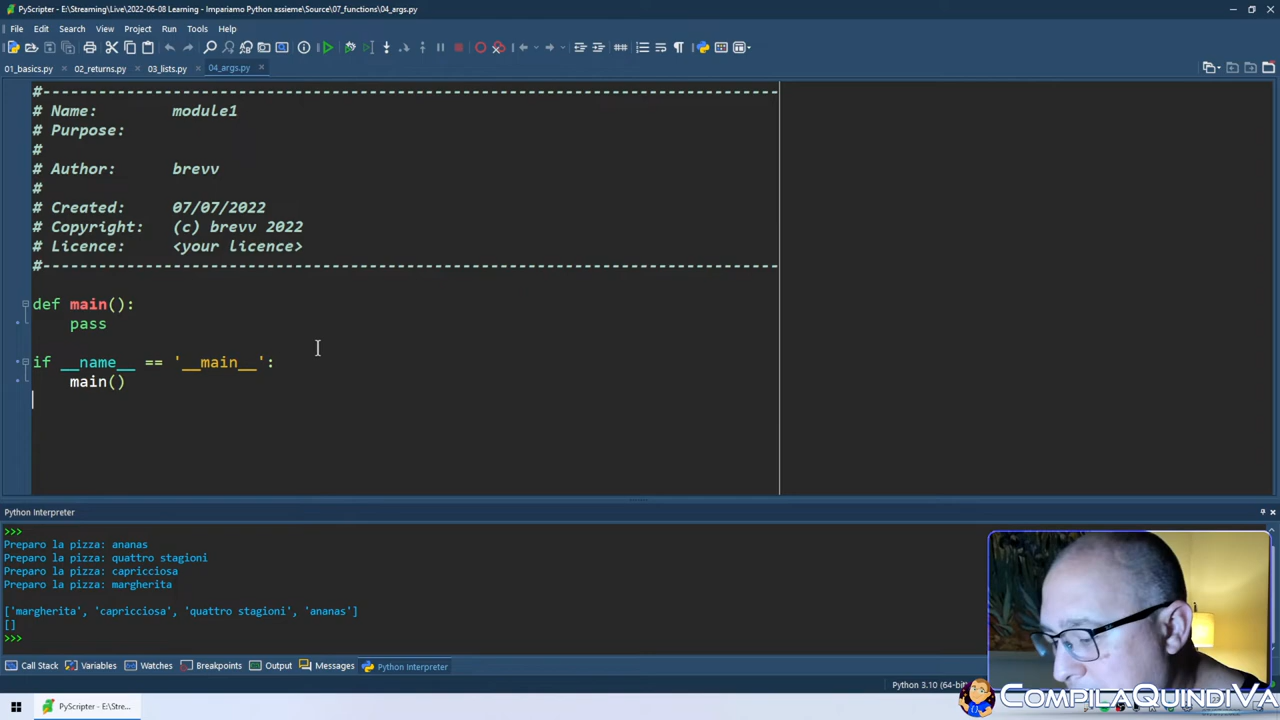 PyScripter - E:\Streaming\Live\2022-06-08 Learning - Impariamo Python assieme\Source\07_functions\04_args.py
File Edit Search View Project Run Tools Help
01_basics.py × 02_returns.py × 03_lists.py × 04_args.py ×
#-------------------------------------------------------------------------------
# Name:        module1
# Purpose:
#
# Author:      brevv
#
# Created:     07/07/2022
# Copyright:   (c) brevv 2022
# Licence:     <your licence>
#-------------------------------------------------------------------------------
def main():
    pass
if __name__ == '__main__':
    main()
Python Interpreter
>>>
Preparo la pizza: ananas
Preparo la pizza: quattro stagioni
Preparo la pizza: capricciosa
Preparo la pizza: margherita
['margherita', 'capricciosa', 'quattro stagioni', 'ananas']
[]
>>>
Call Stack Variables Watches Breakpoints Output Messages Python Interpreter
Python 3.10 (64-bit)
CompilaQuindiVa
PyScripter - E:\Stre...